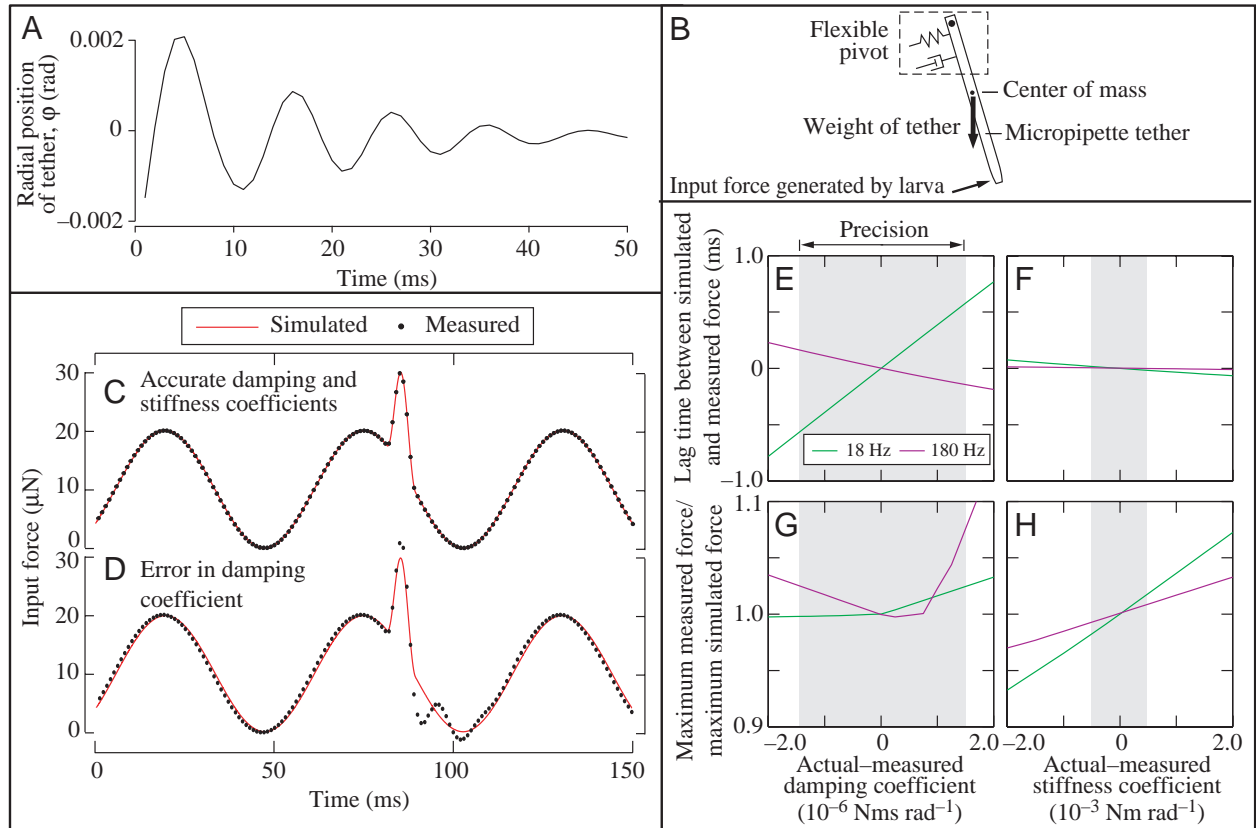 A
Radial position
of tether, φ (rad)
0.002
0
–0.002
0 10 20 30 40 50
Time (ms)
B
Flexible
pivot
Center of mass
Weight of tether
Micropipette tether
Input force generated by larva
Simulated Measured
C Accurate damping and
stiffness coefficients
30
20
10
0
D Error in damping
coefficient
30
20
10
0
Input force (μN)
0 50 100 150
Time (ms)
Precision
E
F
Lag time between simulated
and measured force (ms)
1.0
0
–1.0
18 Hz 180 Hz
G
H
Maximum measured force/
maximum simulated force
1.1
1.0
0.9
–2.0 0 –2.0 0 2.0
Actual–measured
damping coefficient
(10–6 Nms rad–1)
Actual–measured
stiffness coefficient
(10–3 Nm rad–1)